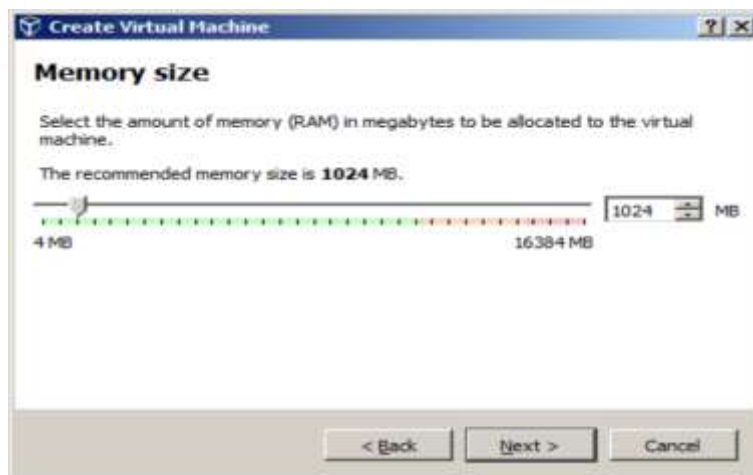 Create Virtual Machine
Memory size
Select the amount of memory (RAM) in megabytes to be allocated to the virtual
machine.
The recommended memory size is 1024 MB.
1024 MB
4 MB 16384 MB
< Back Next > Cancel